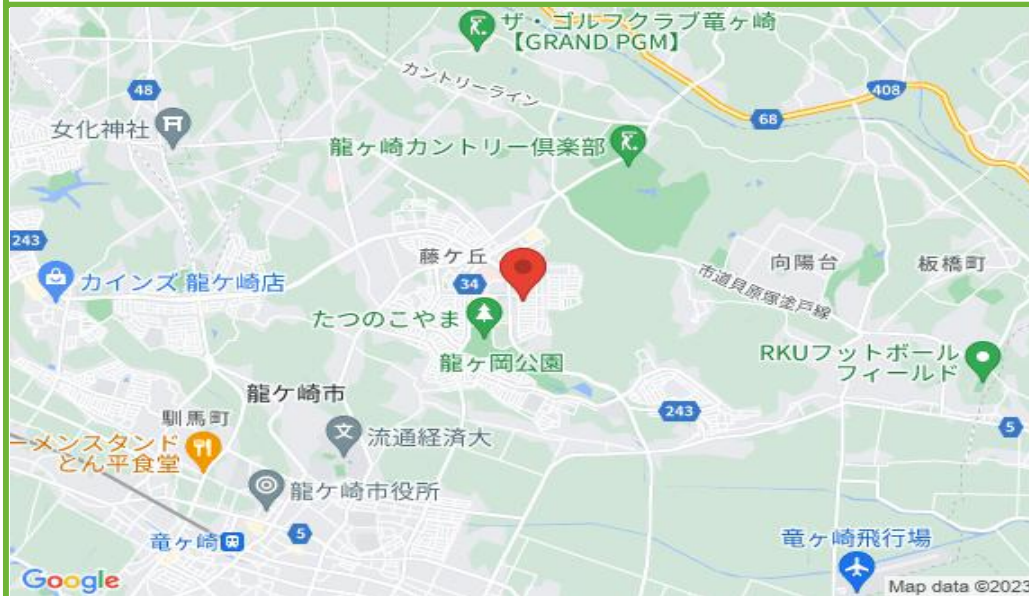 ザ・ゴルフクラブ竜ヶ崎
【GRAND PGM】
カントリーライン
408
48
68
女化神社
龍ヶ崎カントリー倶楽部
243
藤ケ丘
向陽台
板橋町
カインズ 龍ケ崎店
34
市道貝原塚塗戸線
たつのこやま
龍ヶ岡公園
RKUフットボール
フィールド
龍ケ崎市
243
馴馬町
5
ーメンスタンド
とん平食堂
流通経済大
龍ケ崎市役所
5
竜ヶ崎
竜ヶ崎飛行場
Google
Map data ©2023